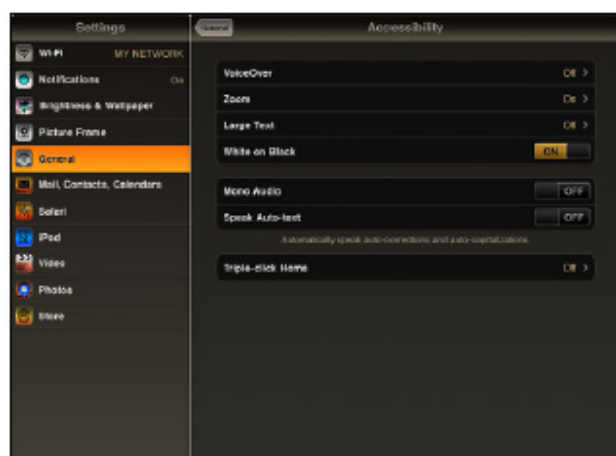 Settings
Wi-Fi MY NETWORK
Notifications On
Brightness & Wallpaper
Picture Frame
General
Mail, Contacts, Calendars
Safari
iPod
Video
Photos
Store
General
Accessibility
VoiceOver Off
Zoom On
Large Text Off
White on Black ON
Mono Audio OFF
Speak Auto-text OFF
Automatically speak auto-corrections and auto-capitalizations.
Triple-click Home Off